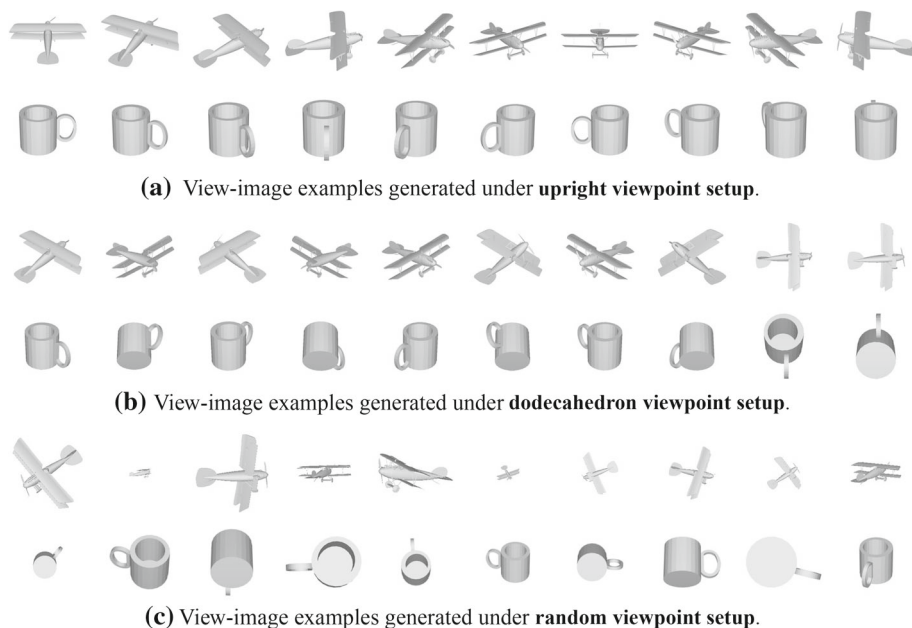 (a) View-image examples generated under upright viewpoint setup.
(b) View-image examples generated under dodecahedron viewpoint setup.
(c) View-image examples generated under random viewpoint setup.